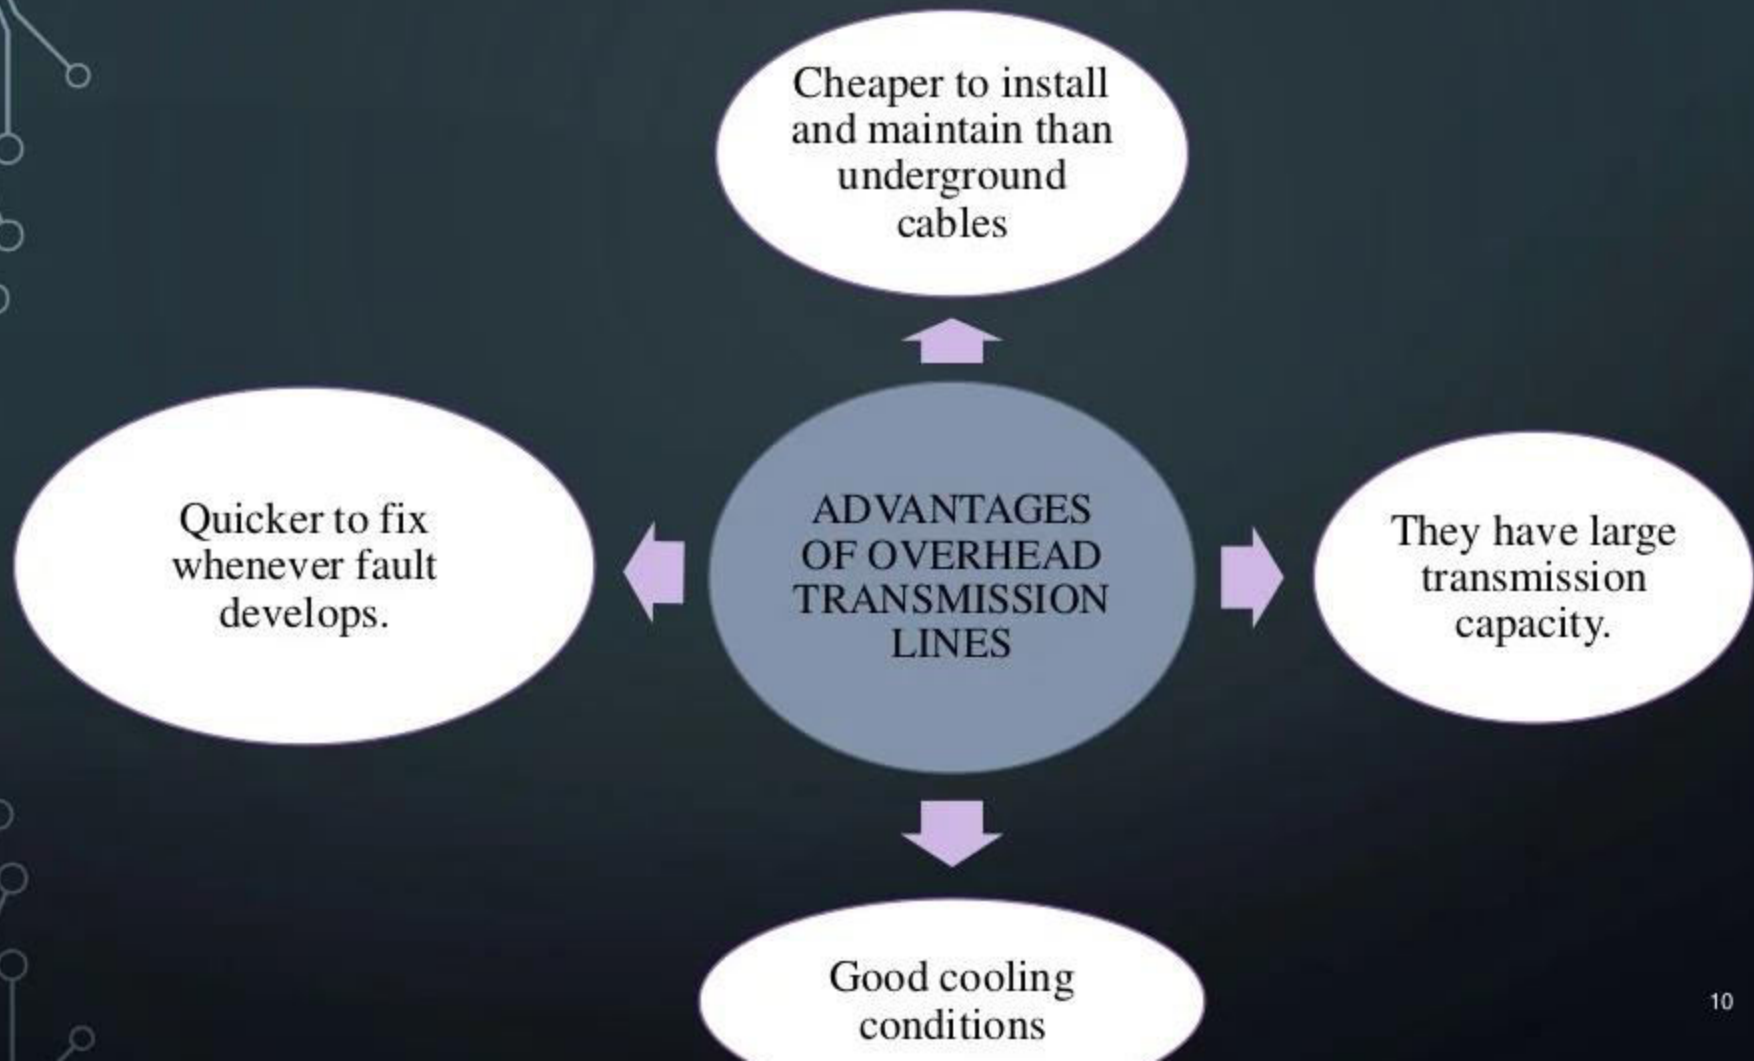 Cheaper to install
and maintain than
underground
cables
Quicker to fix
whenever fault
develops.
ADVANTAGES
OF OVERHEAD
TRANSMISSION
LINES
They have large
transmission
capacity.
Good cooling
conditions
10